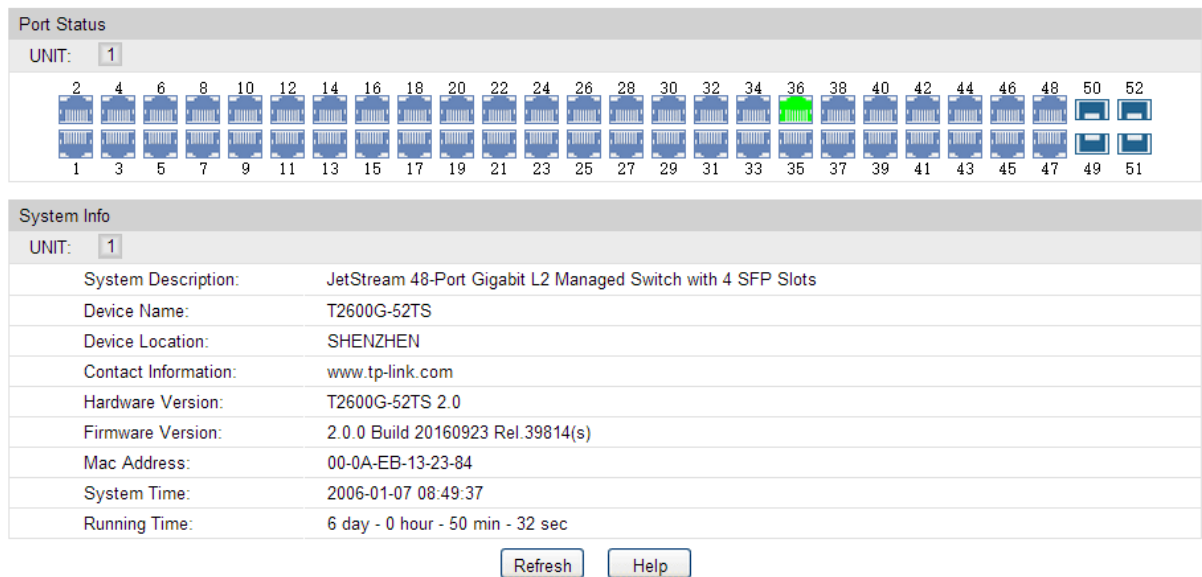 Port Status
UNIT: 1
2 4 6 8 10 12 14 16 18 20 22 24 26 28 30 32 34 36 38 40 42 44 46 48 50 52
1 3 5 7 9 11 13 15 17 19 21 23 25 27 29 31 33 35 37 39 41 43 45 47 49 51
System Info
UNIT: 1
System Description: JetStream 48-Port Gigabit L2 Managed Switch with 4 SFP Slots
Device Name: T2600G-52TS
Device Location: SHENZHEN
Contact Information: www.tp-link.com
Hardware Version: T2600G-52TS 2.0
Firmware Version: 2.0.0 Build 20160923 Rel.39814(s)
Mac Address: 00-0A-EB-13-23-84
System Time: 2006-01-07 08:49:37
Running Time: 6 day - 0 hour - 50 min - 32 sec
Refresh Help